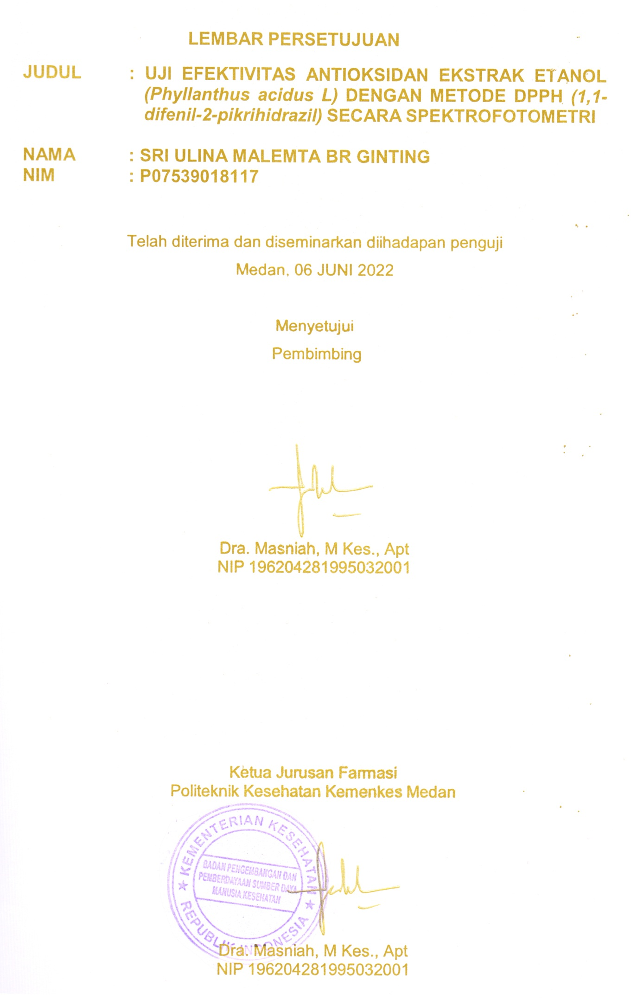 LEMBAR PERSETUJUAN
JUDUL : UJI EFEKTIVITAS ANTIOKSIDAN EKSTRAK ETANOL
(Phyllanthus acidus L) DENGAN METODE DPPH (1,1-
difenil-2-pikrihidrazil) SECARA SPEKTROFOTOMETRI
NAMA : SRI ULINA MALEMTA BR GINTING
NIM : P07539018117
Telah diterima dan diseminarkan diihadapan penguji
Medan, 06 JUNI 2022
Menyetujui
Pembimbing
Dra. Masniah, M Kes., Apt
NIP 196204281995032001
Ketua Jurusan Farmasi
Politeknik Kesehatan Kemenkes Medan
KEMENTERIAN KESEHATAN
BADAN PENGEMBANGAN DAN
PEMBERDAYAAN SUMBER DAYA
MANUSIA KESEHATAN
REPUBLIK INDONESIA
Dra. Masniah, M Kes., Apt
NIP 196204281995032001